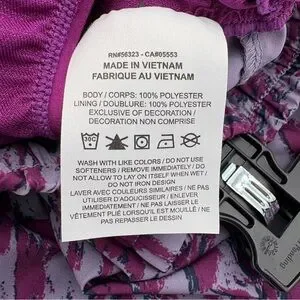 RN#56323 - CA#05553
MADE IN VIETNAM
FABRIQUE AU VIETNAM
BODY / CORPS: 100% POLYESTER
LINING / DOUBLURE: 100% POLYESTER
EXCLUSIVE OF DECORATION /
DECORATION NON COMPRISE
30C
WASH WITH LIKE COLORS / DO NOT USE
SOFTENERS / REMOVE IMMEDIATELY / DO
NOT ALLOW TO LAY ON ITSELF WHEN WET /
DO NOT IRON DESIGN
LAVER AVEC COULEURS SIMILAIRES / NE PAS
UTILISER D'ADOUCISSEUR / ENLEVER
IMMEDIATEMENT / NE PAS LAISSER LE
VÊTEMENT PLIÉ LORSQU'IL EST MOUILLÉ / NE
PAS REPASSER LE DESSIN